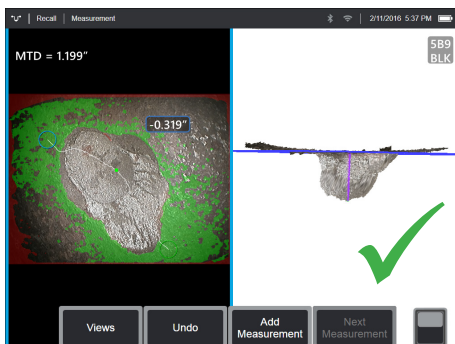 Recall Measurement 2/11/2016 5:37 PM
MTD = 1.199"
5B9
BLK
-0.319"
Views
Undo
Add
Measurement
Next
Measurement